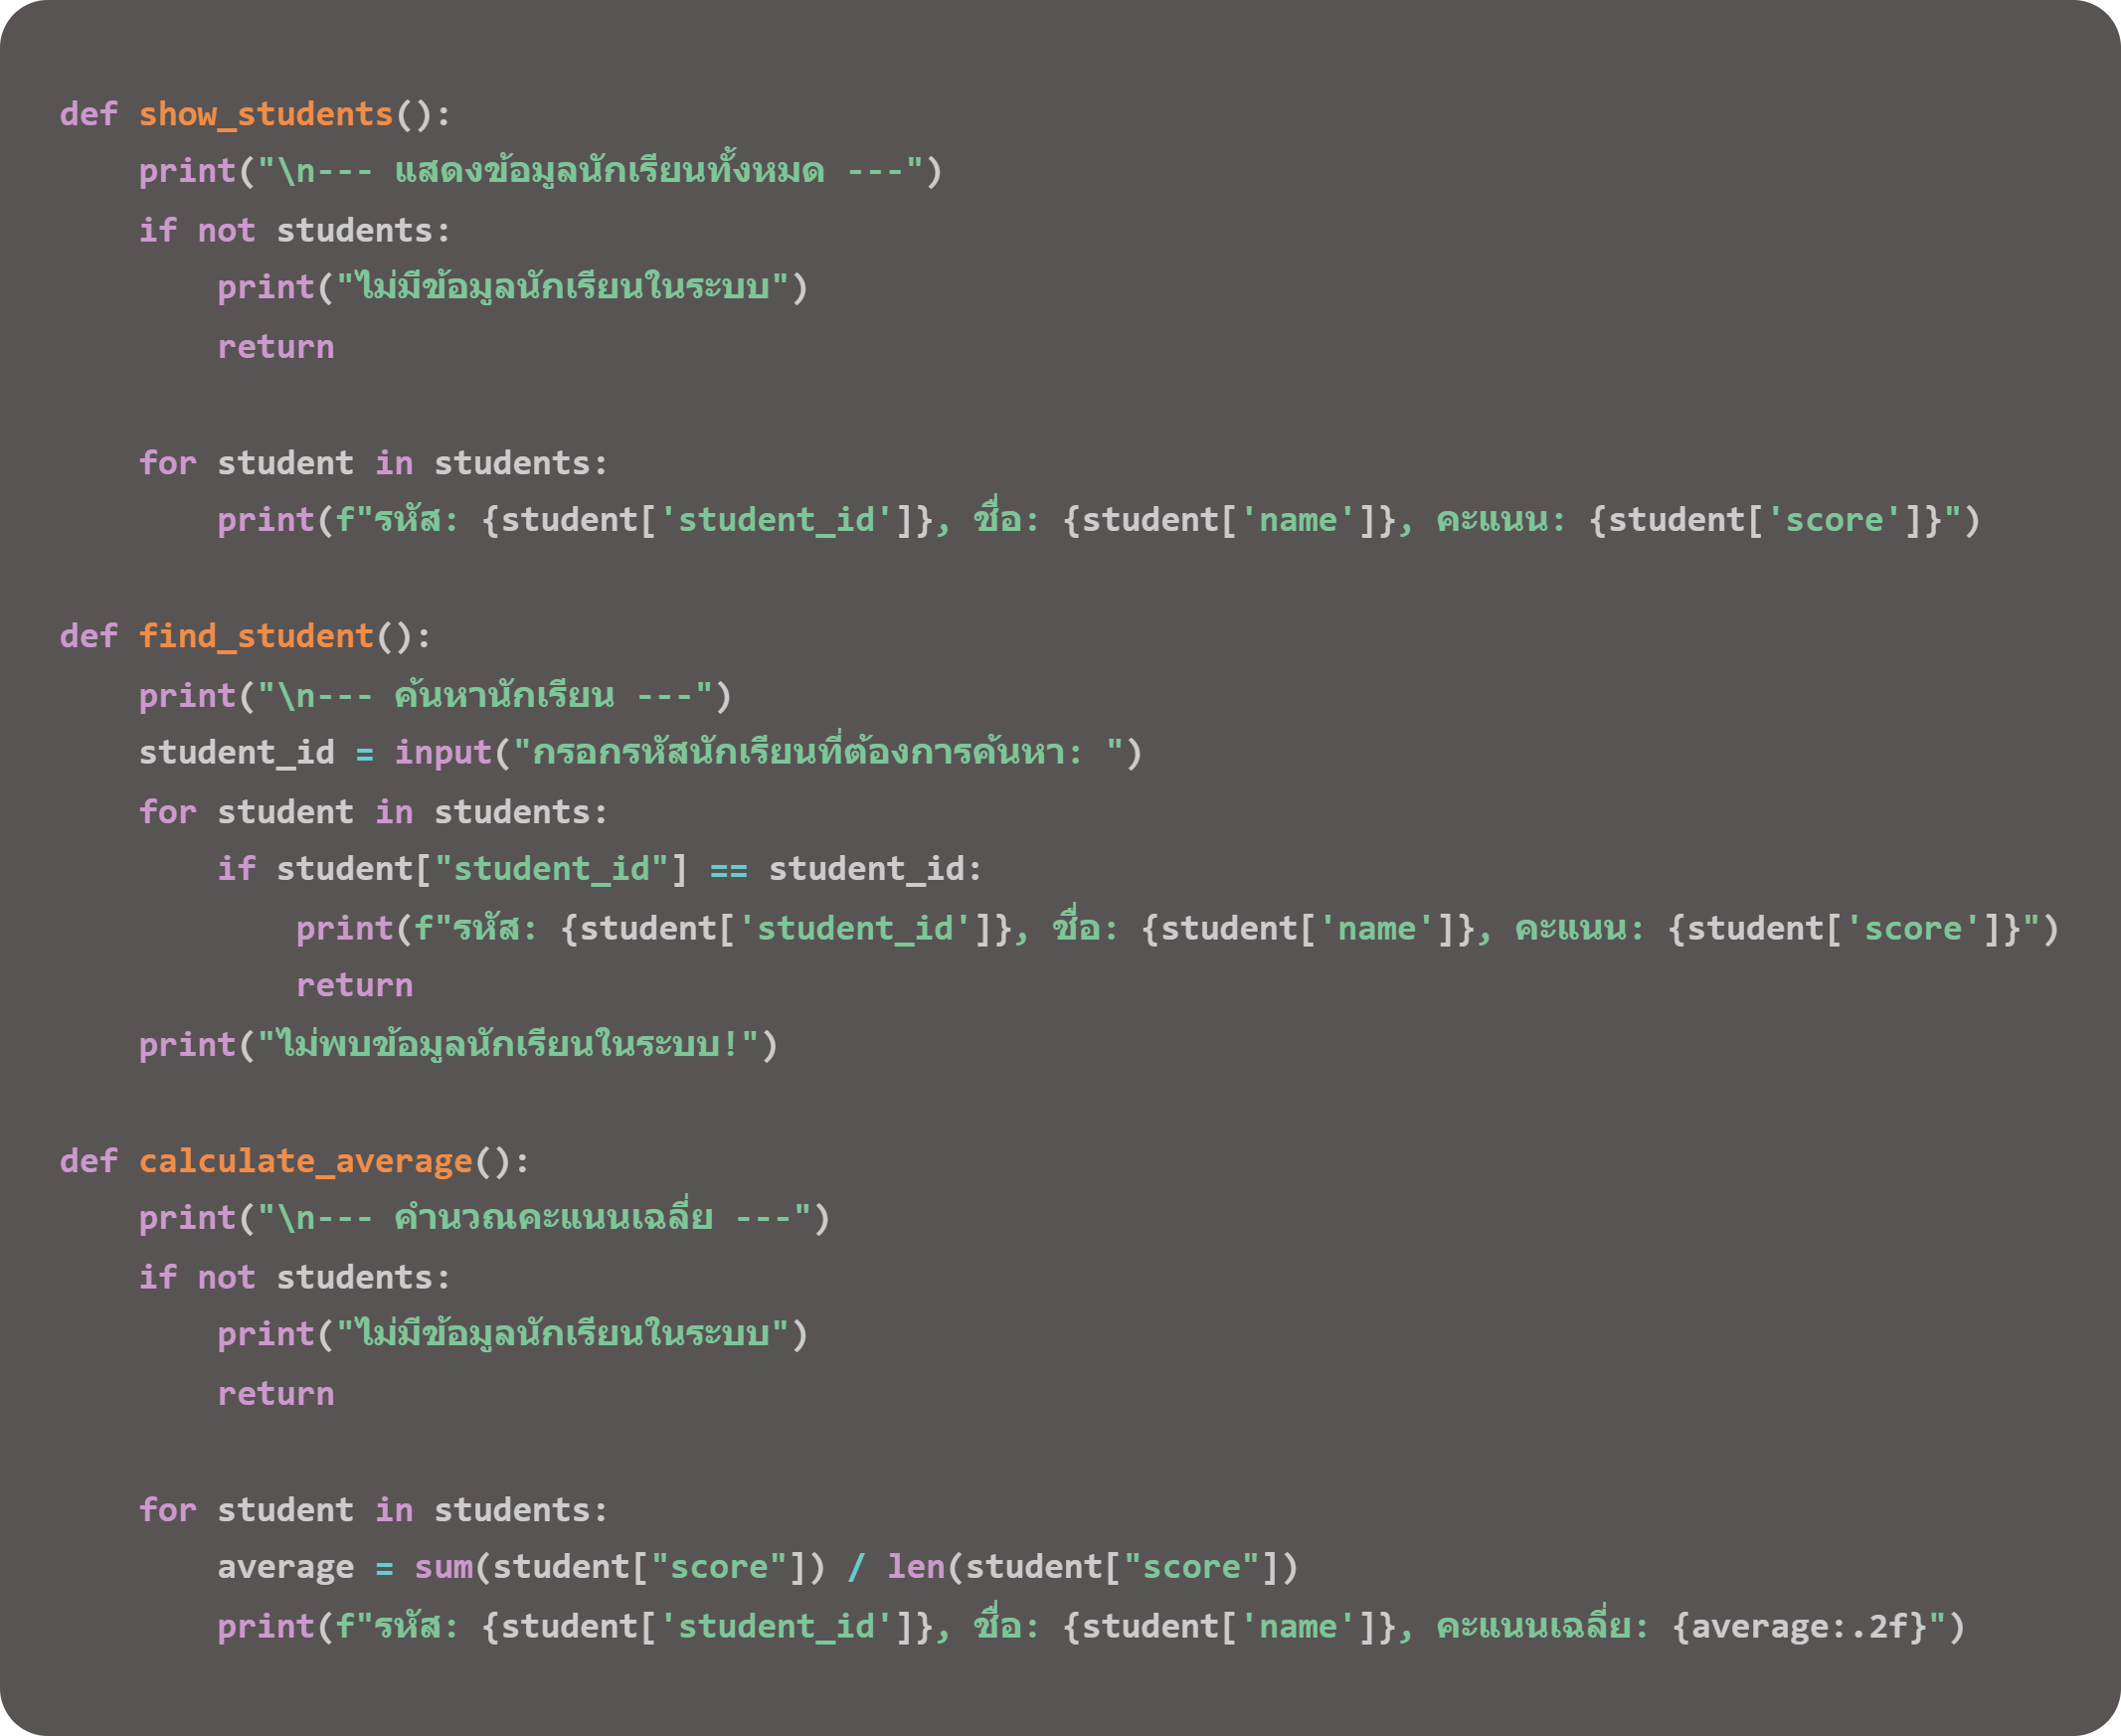 def show_students():
    print("\n--- แสดงข้อมูลนักเรียนทั้งหมด ---")
    if not students:
        print("ไม่มีข้อมูลนักเรียนในระบบ")
        return

    for student in students:
        print(f"รหัส: {student['student_id']}, ชื่อ: {student['name']}, คะแนน: {student['score']}")

def find_student():
    print("\n--- ค้นหานักเรียน ---")
    student_id = input("กรอกรหัสนักเรียนที่ต้องการค้นหา: ")
    for student in students:
        if student["student_id"] == student_id:
            print(f"รหัส: {student['student_id']}, ชื่อ: {student['name']}, คะแนน: {student['score']}")
            return
    print("ไม่พบข้อมูลนักเรียนในระบบ!")

def calculate_average():
    print("\n--- คำนวณคะแนนเฉลี่ย ---")
    if not students:
        print("ไม่มีข้อมูลนักเรียนในระบบ")
        return

    for student in students:
        average = sum(student["score"]) / len(student["score"])
        print(f"รหัส: {student['student_id']}, ชื่อ: {student['name']}, คะแนนเฉลี่ย: {average:.2f}")